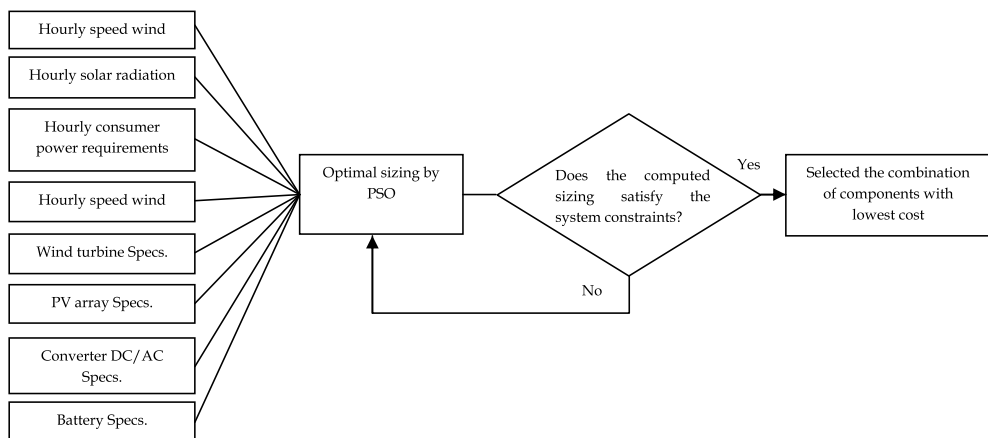 Hourly speed wind
Hourly solar radiation
Hourly consumer
power requirements
Hourly speed wind
Wind turbine Specs.
PV array Specs.
Converter DC/AC
Specs.
Battery Specs.
Optimal sizing by
PSO
Does the computed
sizing satisfy the
system constraints?
Yes
No
Selected the combination
of components with
lowest cost